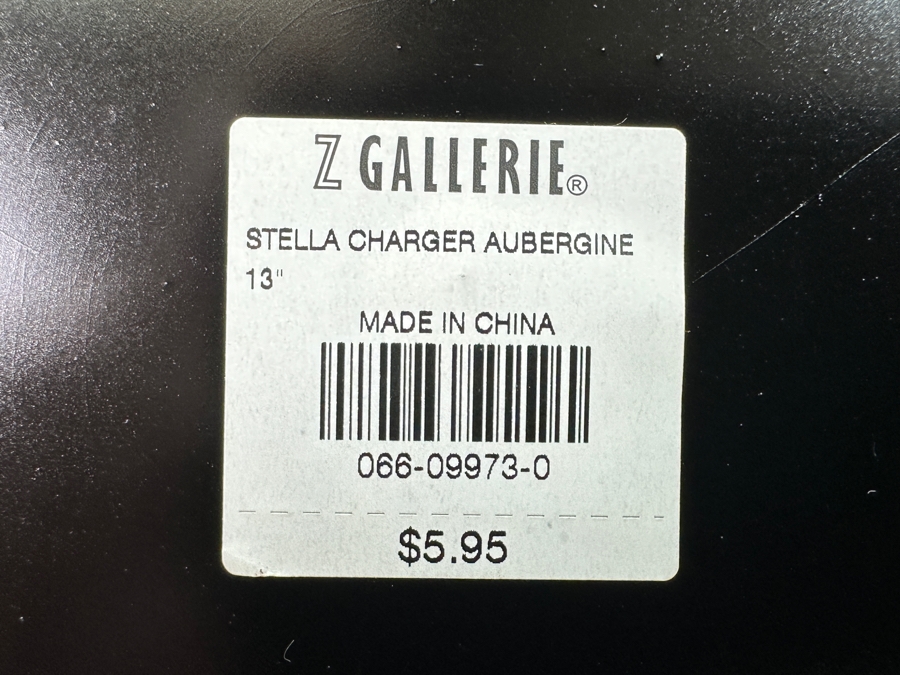 Z GALLERIE®
STELLA CHARGER AUBERGINE
13"
MADE IN CHINA
066-09973-0
$5.95